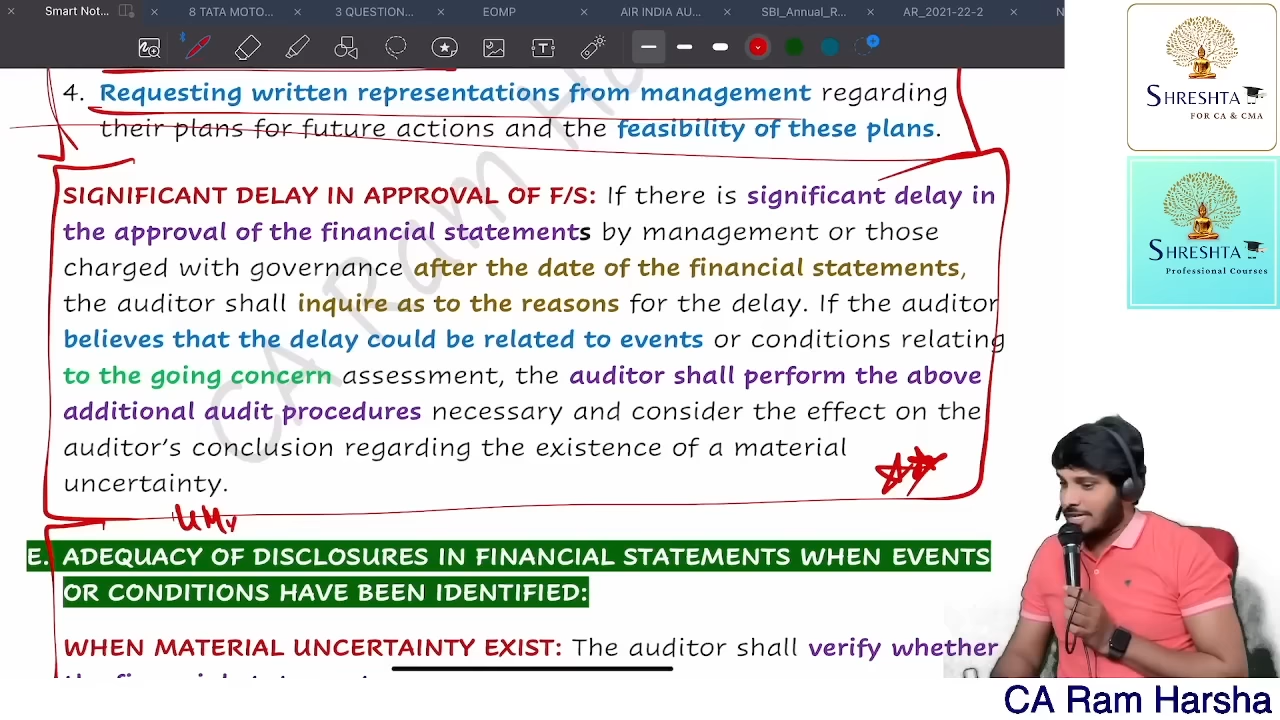 Smart Not...
8 TATA MOTO...
3 QUESTION...
EOMP
AIR INDIA AU...
SBI_Annual_R...
AR_2021-22-2
4. Requesting written representations from management regarding
their plans for future actions and the feasibility of these plans.
SIGNIFICANT DELAY IN APPROVAL OF F/S: If there is significant delay in
the approval of the financial statements by management or those
charged with governance after the date of the financial statements,
the auditor shall inquire as to the reasons for the delay. If the auditor
believes that the delay could be related to events or conditions relating
to the going concern assessment, the auditor shall perform the above
additional audit procedures necessary and consider the effect on the
auditor's conclusion regarding the existence of a material
uncertainty.
E. ADEQUACY OF DISCLOSURES IN FINANCIAL STATEMENTS WHEN EVENTS
OR CONDITIONS HAVE BEEN IDENTIFIED:
WHEN MATERIAL UNCERTAINTY EXIST: The auditor shall verify whether
SHRESHTA
FOR CA & CMA
SHRESHTA
Professional Courses
CA Ram Harsha